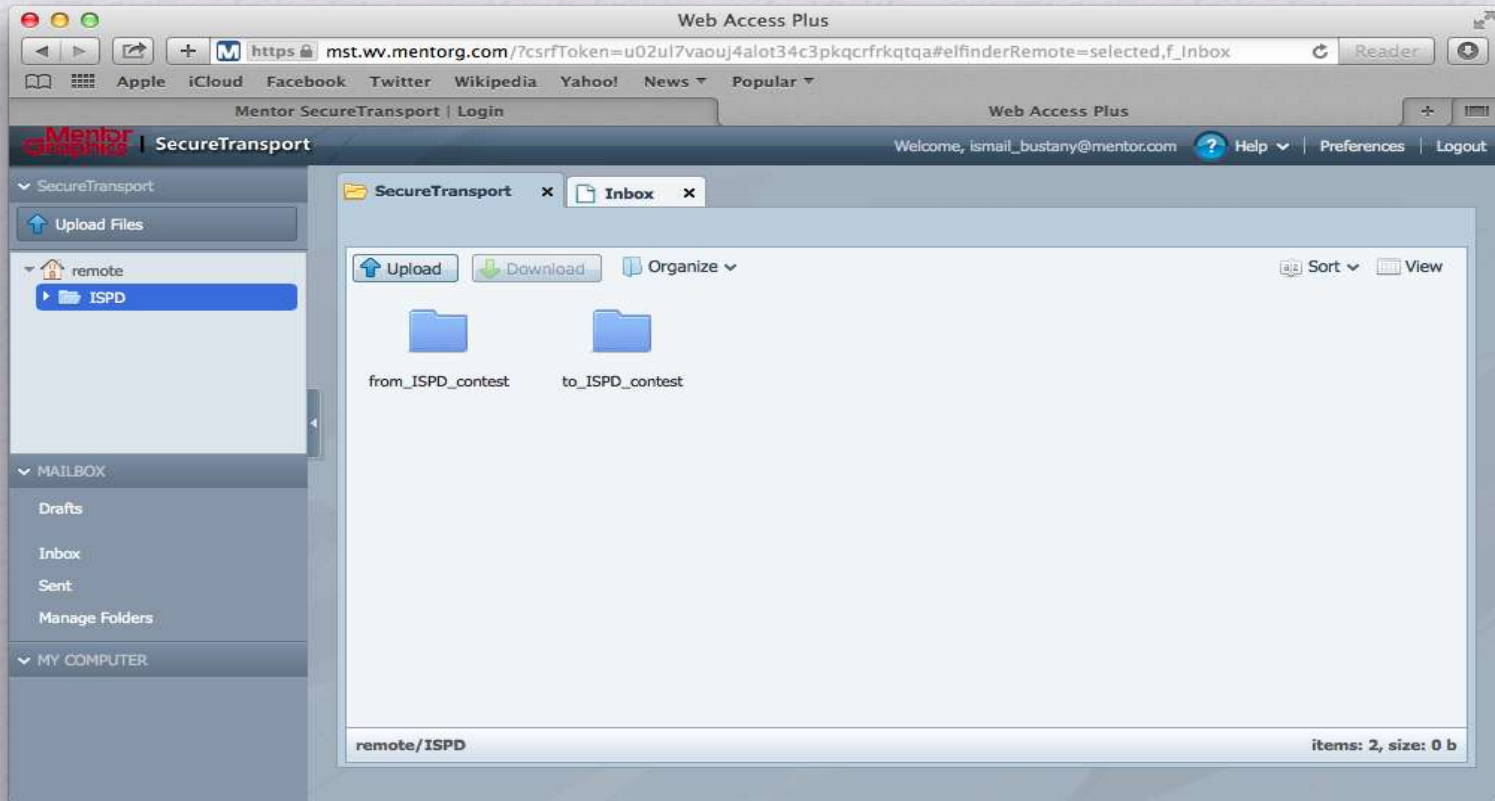 Web Access Plus
https mst.wv.mentorg.com/?csrfToken=u02ul7vaouj4alot34c3pkqcrfrkqtqa#elfinderRemote=selected,f_Inbox Reader
Apple iCloud Facebook Twitter Wikipedia Yahoo! News Popular
Mentor SecureTransport | Login Web Access Plus
Mentor Graphics | SecureTransport Welcome, ismail_bustany@mentor.com ? Help | Preferences | Logout
SecureTransport
Upload Files
remote
ISPD
MAILBOX
Drafts
Inbox
Sent
Manage Folders
MY COMPUTER
SecureTransport x Inbox x
Upload Download Organize Sort View
from_ISPD_contest to_ISPD_contest
remote/ISPD items: 2, size: 0 b